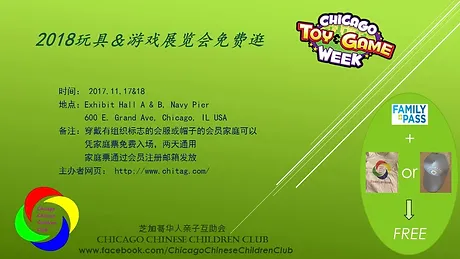 2018玩具&游戏展览会免费逛
CHICAGO
TOY & GAME
WEEK
时间: 2017.11.17&18
地点:Exhibit Hall A & B, Navy Pier
600 E. Grand Ave, Chicago, IL USA
备注:穿戴有组织标志的会服或帽子的会员家庭可以
凭家庭票免费入场,两天通用
家庭票通过会员注册邮箱发放
主办者网页: http://www.chitag.com/
FAMILY
PASS
+
or
FREE
芝加哥华人亲子互助会
CHICAGO CHINESE CHILDREN CLUB
www.facebook.com/ChicagoChineseChildrenClub
Chicago
Chinese
Children
Club